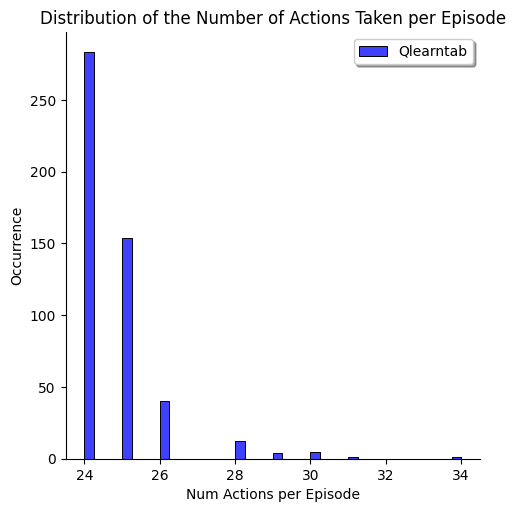 Distribution of the Number of Actions Taken per Episode
Qlearntab
250
200
150
100
50
0
Occurrence
24 26 28 30 32 34
Num Actions per Episode